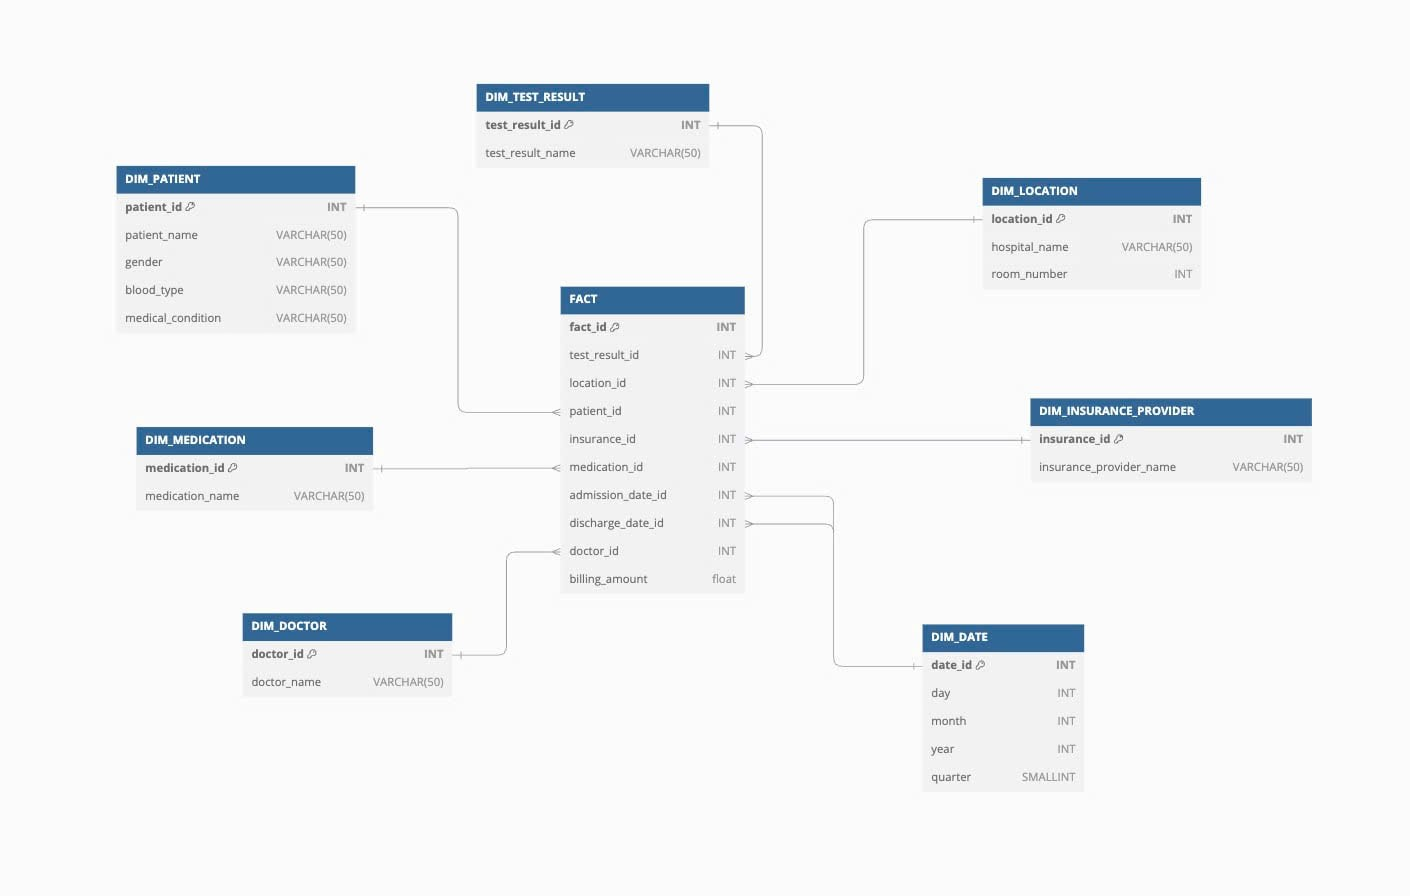 DIM_TEST_RESULT
test_result_id INT
test_result_name VARCHAR(50)
DIM_PATIENT
patient_id INT
patient_name VARCHAR(50)
gender VARCHAR(50)
blood_type VARCHAR(50)
medical_condition VARCHAR(50)
DIM_LOCATION
location_id INT
hospital_name VARCHAR(50)
room_number INT
FACT
fact_id INT
test_result_id INT
location_id INT
patient_id INT
insurance_id INT
medication_id INT
admission_date_id INT
discharge_date_id INT
doctor_id INT
billing_amount float
DIM_INSURANCE_PROVIDER
insurance_id INT
insurance_provider_name VARCHAR(50)
DIM_MEDICATION
medication_id INT
medication_name VARCHAR(50)
DIM_DOCTOR
doctor_id INT
doctor_name VARCHAR(50)
DIM_DATE
date_id INT
day INT
month INT
year INT
quarter SMALLINT